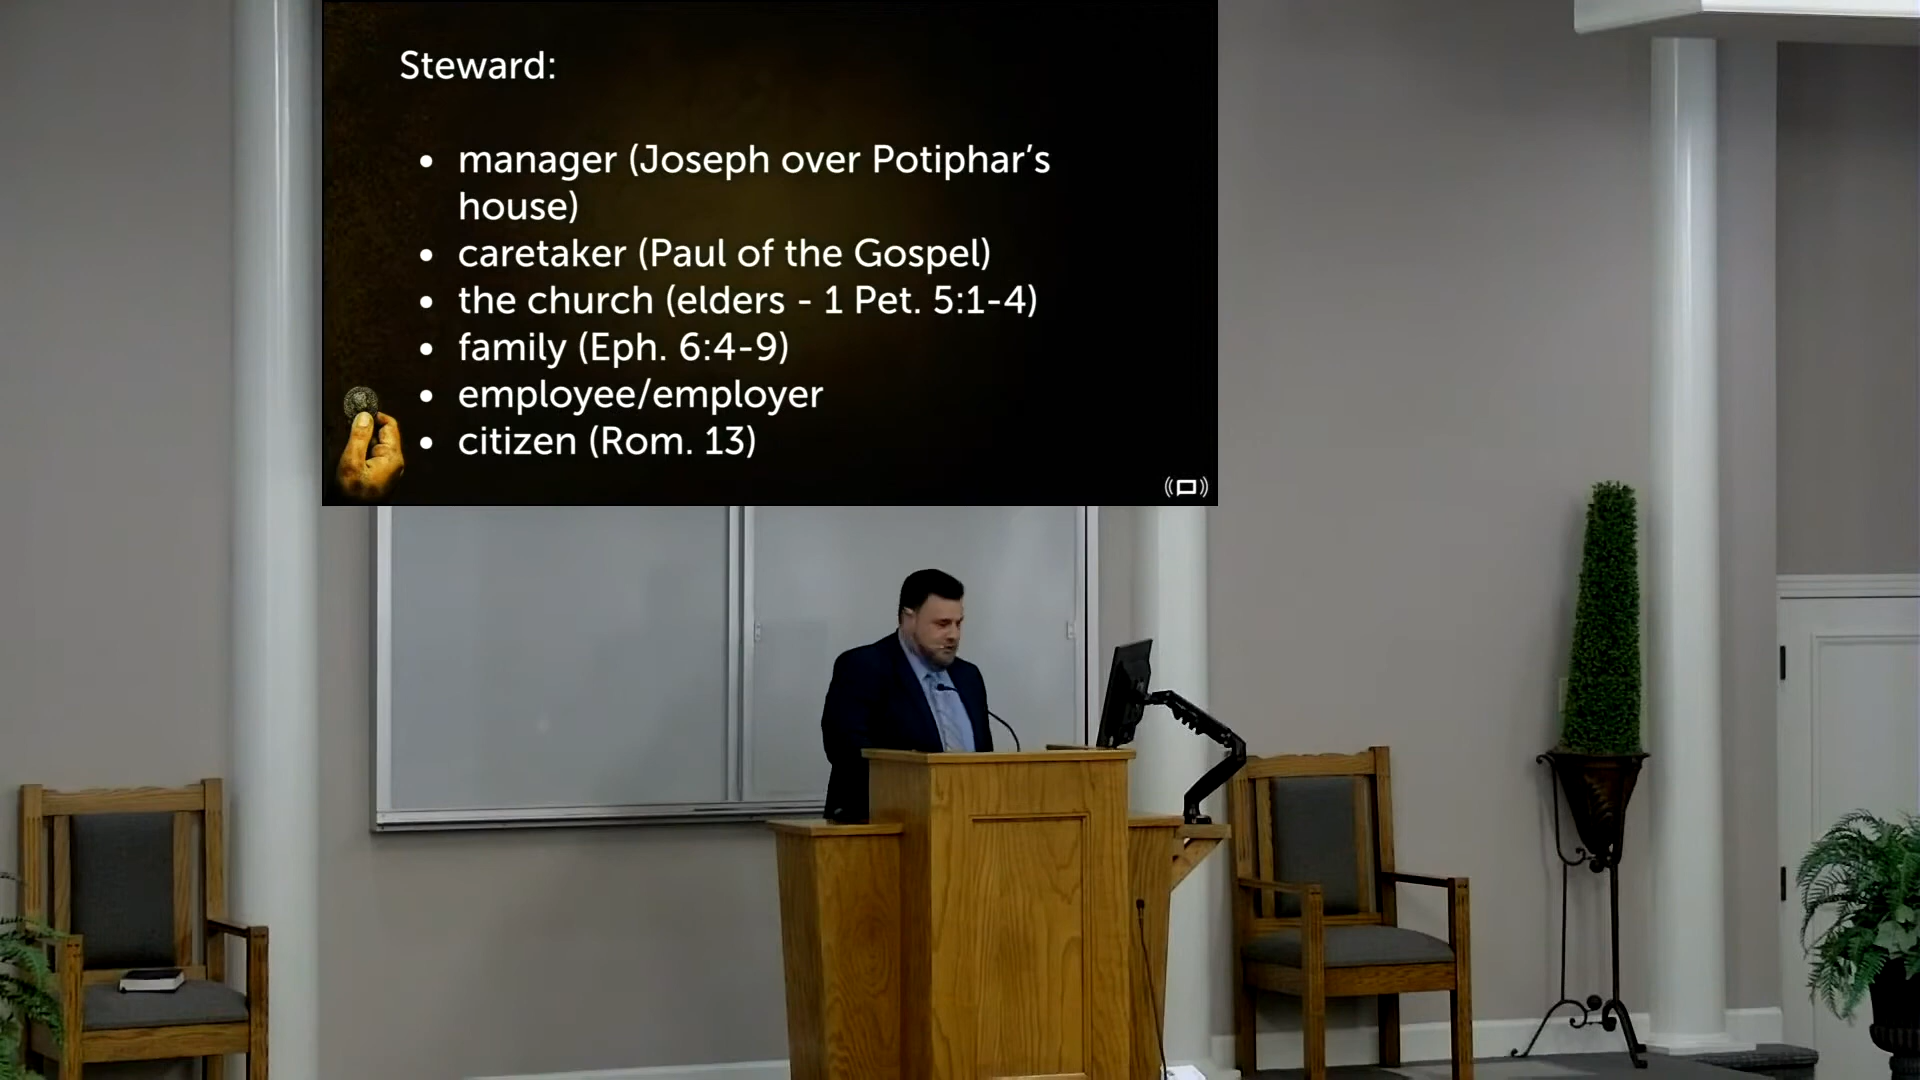 Steward:
• manager (Joseph over Potiphar’s
house)
• caretaker (Paul of the Gospel)
• the church (elders - 1 Pet. 5:1-4)
• family (Eph. 6:4-9)
• employee/employer
• citizen (Rom. 13)